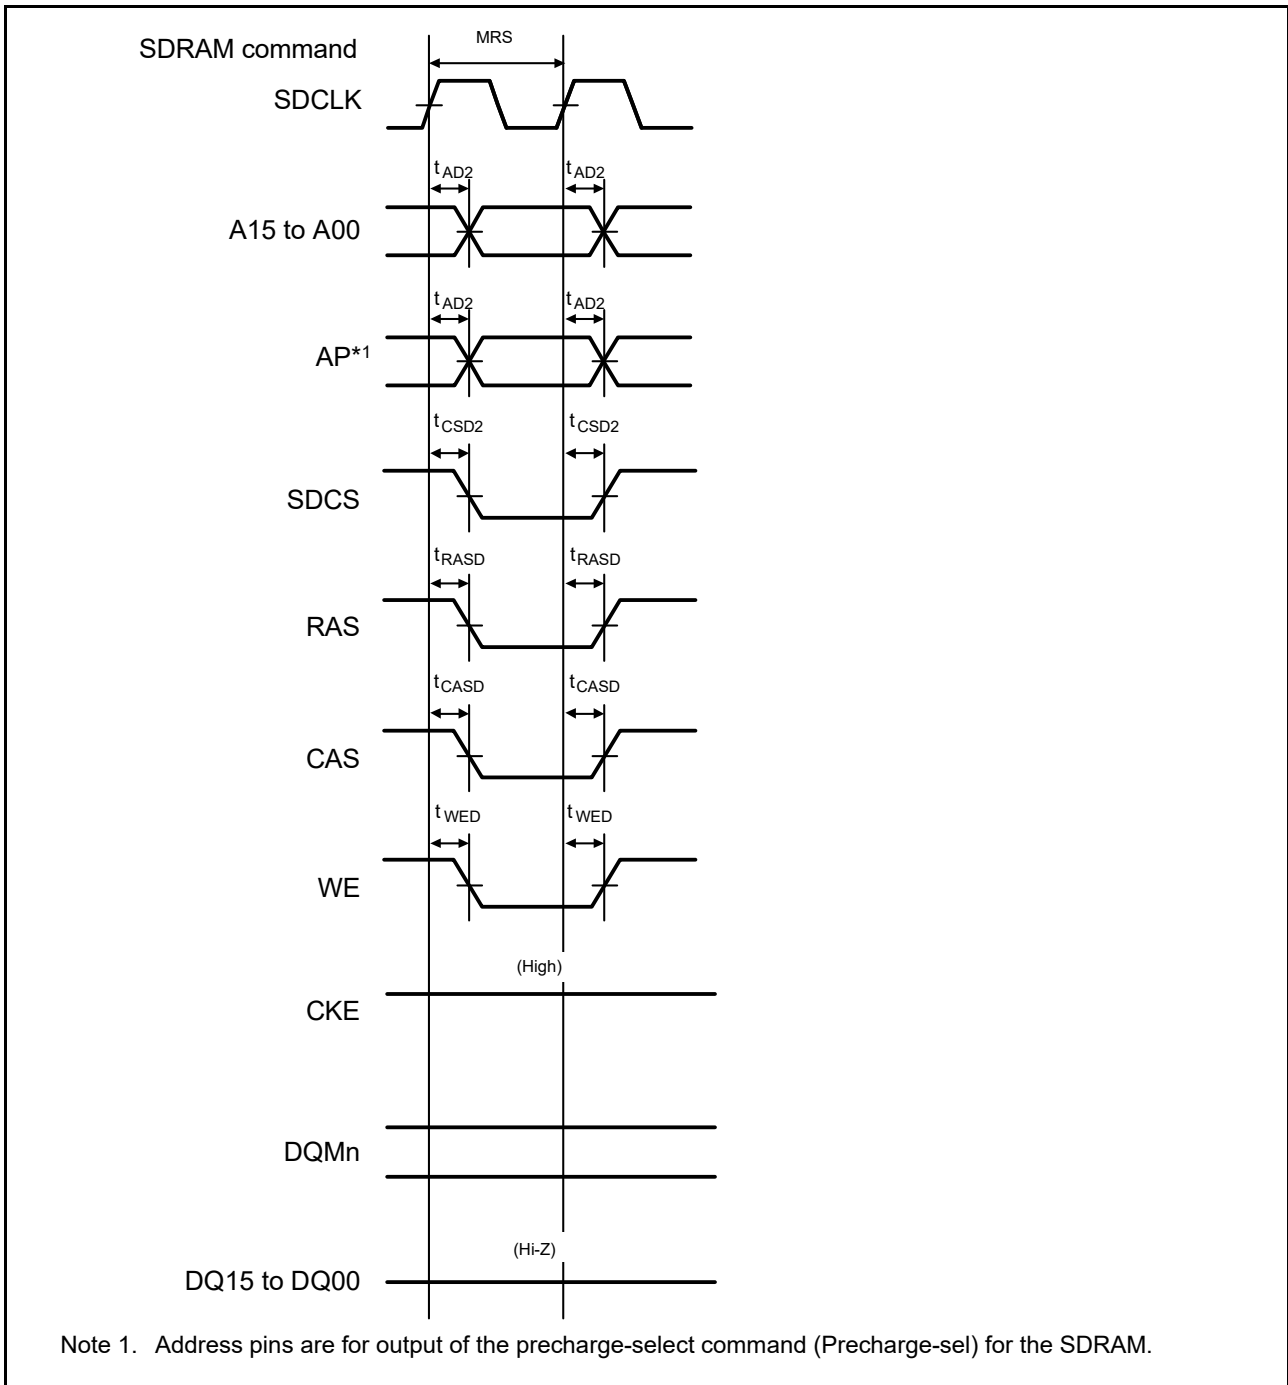 MRS
SDRAM command
SDCLK
tAD2 tAD2
A15 to A00
tAD2 tAD2
AP*1
tCSD2 tCSD2
SDCS
tRASD tRASD
RAS
tCASD tCASD
CAS
tWED tWED
WE
(High)
CKE
DQMn
(Hi-Z)
DQ15 to DQ00
Note 1. Address pins are for output of the precharge-select command (Precharge-sel) for the SDRAM.